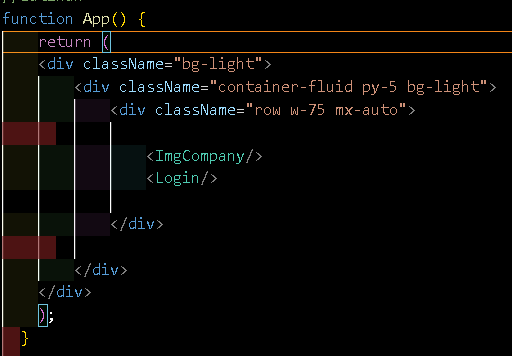 function App() {
    return (
    <div className="bg-light">
        <div className="container-fluid py-5 bg-light">
            <div className="row w-75 mx-auto">
                <ImgCompany/>
                <Login/>
            </div>
        </div>
    </div>
    );
  }